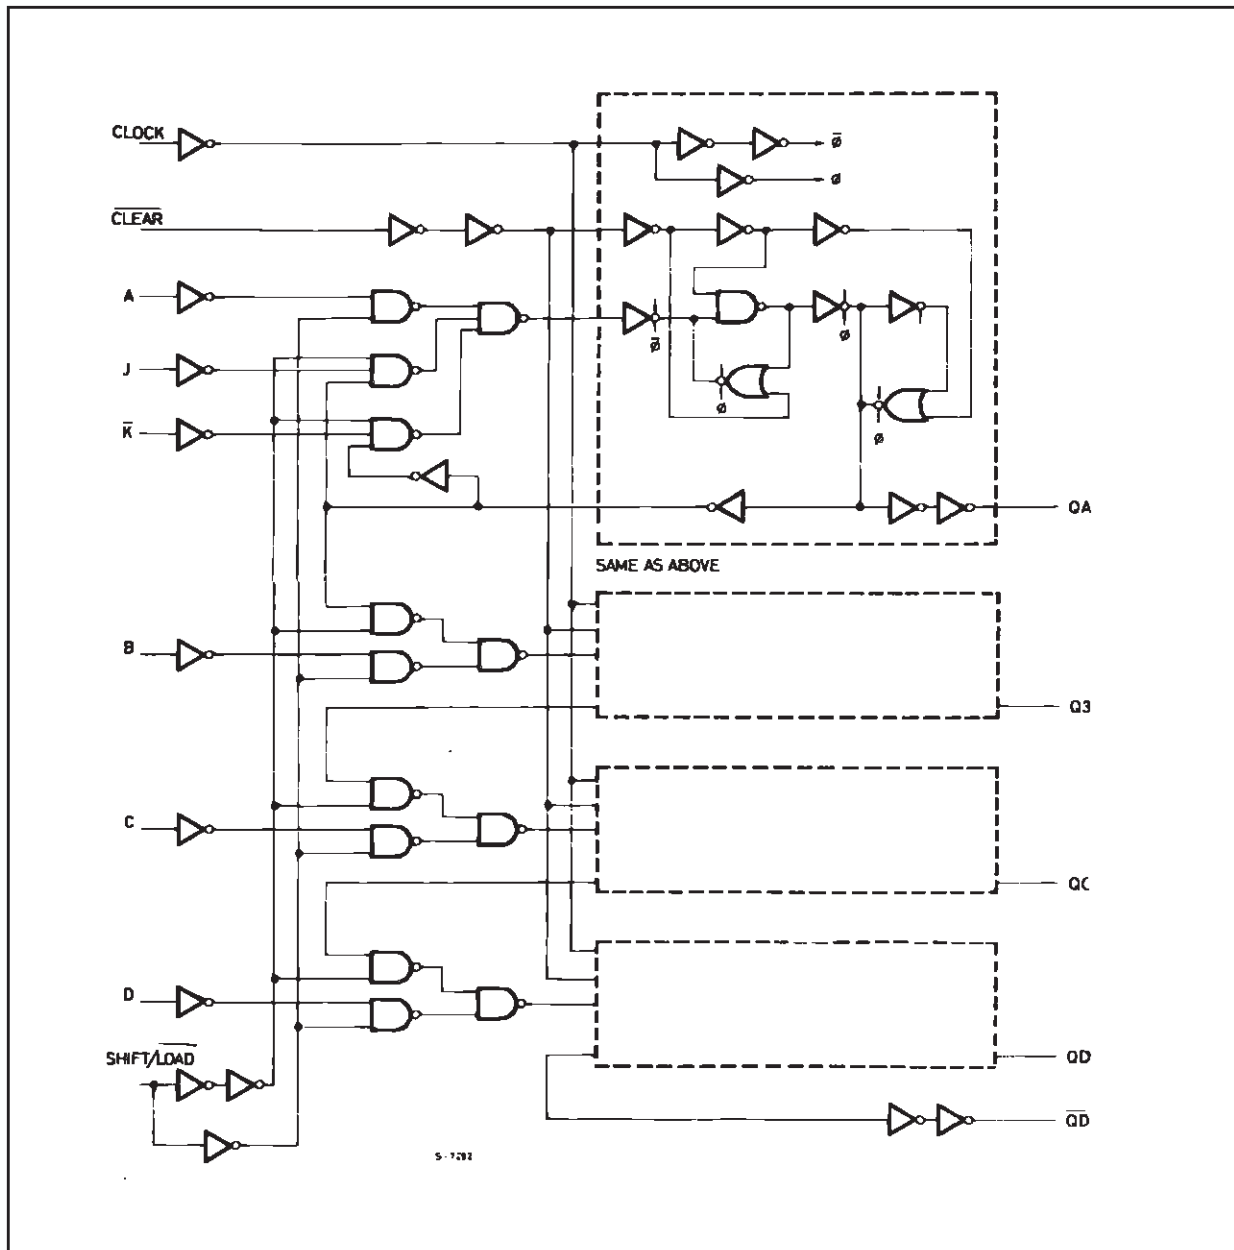 CLOCK
CLEAR
A
J
K̅
B
C
D
SHIFT/LOAD
ø̅
ø
ø̅
ø
ø
ø
QA
SAME AS ABOVE
Q3
QC
QD
Q̅D̅